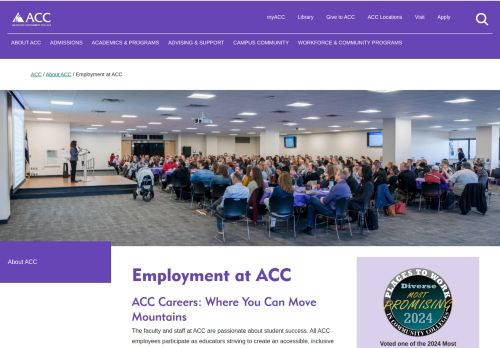 myACC Library Give to ACC ACC Locations Visit Apply
ACC
ABOUT ACC ADMISSIONS ACADEMICS & PROGRAMS ADVISING & SUPPORT CAMPUS COMMUNITY WORKFORCE & COMMUNITY PROGRAMS
ACC / About ACC / Employment at ACC
About ACC
Employment at ACC
ACC Careers: Where You Can Move
Mountains
The faculty and staff at ACC are passionate about student success. All ACC
employees participate as educators striving to create an accessible, inclusive
PLACES TO WORK
Diverse
MOST
PROMISING
2024
IN COMMUNITY COLLEGES
Voted one of the 2024 Most